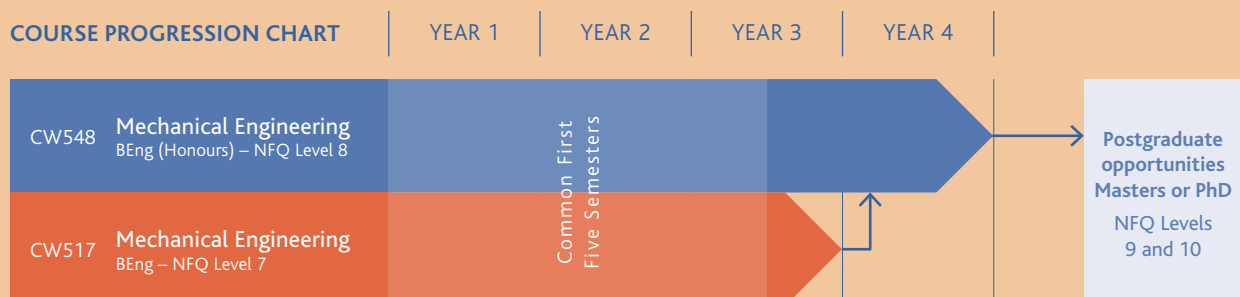 COURSE PROGRESSION CHART
YEAR 1
YEAR 2
YEAR 3
YEAR 4
CW548
Mechanical Engineering
BEng (Honours) – NFQ Level 8
Common First
Five Semesters
CW517
Mechanical Engineering
BEng – NFQ Level 7
Postgraduate
opportunities
Masters or PhD
NFQ Levels
9 and 10